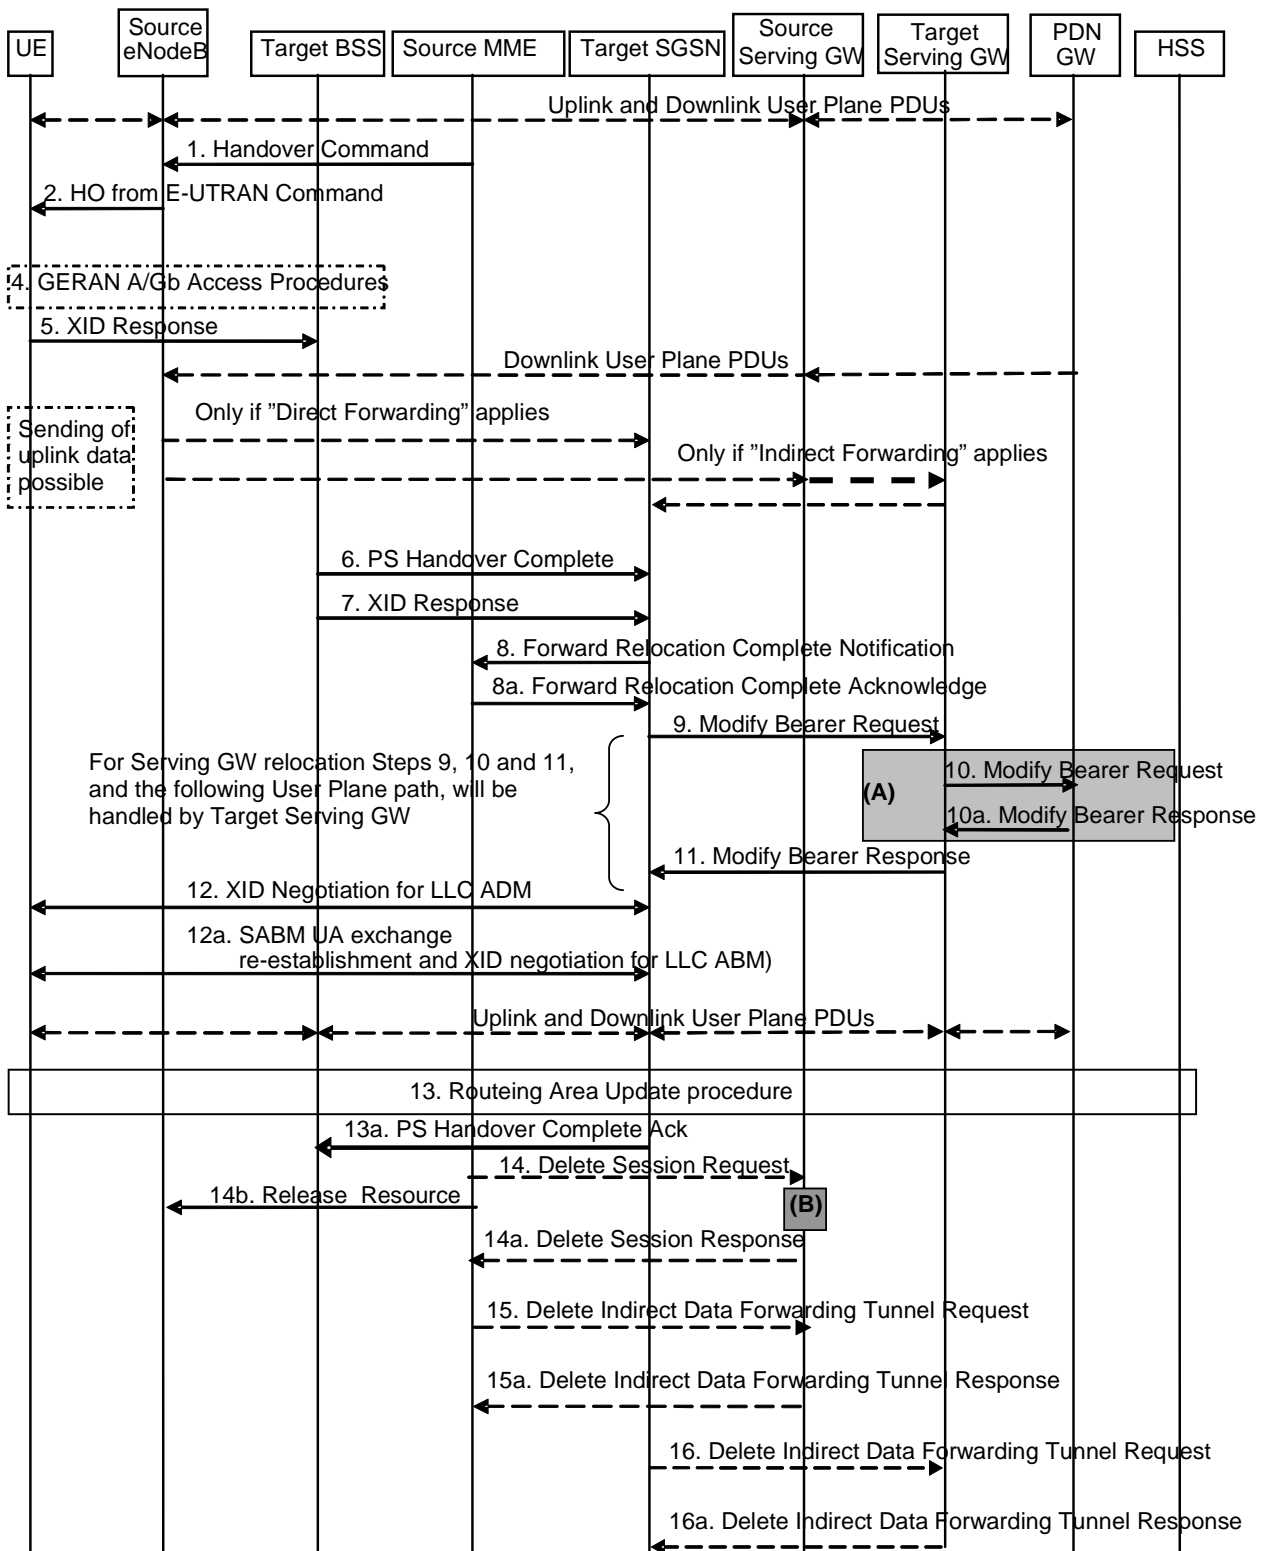 UE
Source
eNodeB
Target BSS
Source MME
Target SGSN
Source
Serving GW
Target
Serving GW
PDN
GW
HSS
Uplink and Downlink User Plane PDUs
1. Handover Command
2. HO from E-UTRAN Command
4. GERAN A/Gb Access Procedures
5. XID Response
Downlink User Plane PDUs
Only if ”Direct Forwarding” applies
Sending of
uplink data
possible
Only if ”Indirect Forwarding” applies
6. PS Handover Complete
7. XID Response
8. Forward Relocation Complete Notification
8a. Forward Relocation Complete Acknowledge
9. Modify Bearer Request
For Serving GW relocation Steps 9, 10 and 11,
and the following User Plane path, will be
handled by Target Serving GW
(A)
10. Modify Bearer Request
10a. Modify Bearer Response
11. Modify Bearer Response
12. XID Negotiation for LLC ADM
12a. SABM UA exchange
re-establishment and XID negotiation for LLC ABM)
Uplink and Downlink User Plane PDUs
13. Routeing Area Update procedure
13a. PS Handover Complete Ack
14. Delete Session Request
14b. Release Resource
(B)
14a. Delete Session Response
15. Delete Indirect Data Forwarding Tunnel Request
15a. Delete Indirect Data Forwarding Tunnel Response
16. Delete Indirect Data Forwarding Tunnel Request
16a. Delete Indirect Data Forwarding Tunnel Response